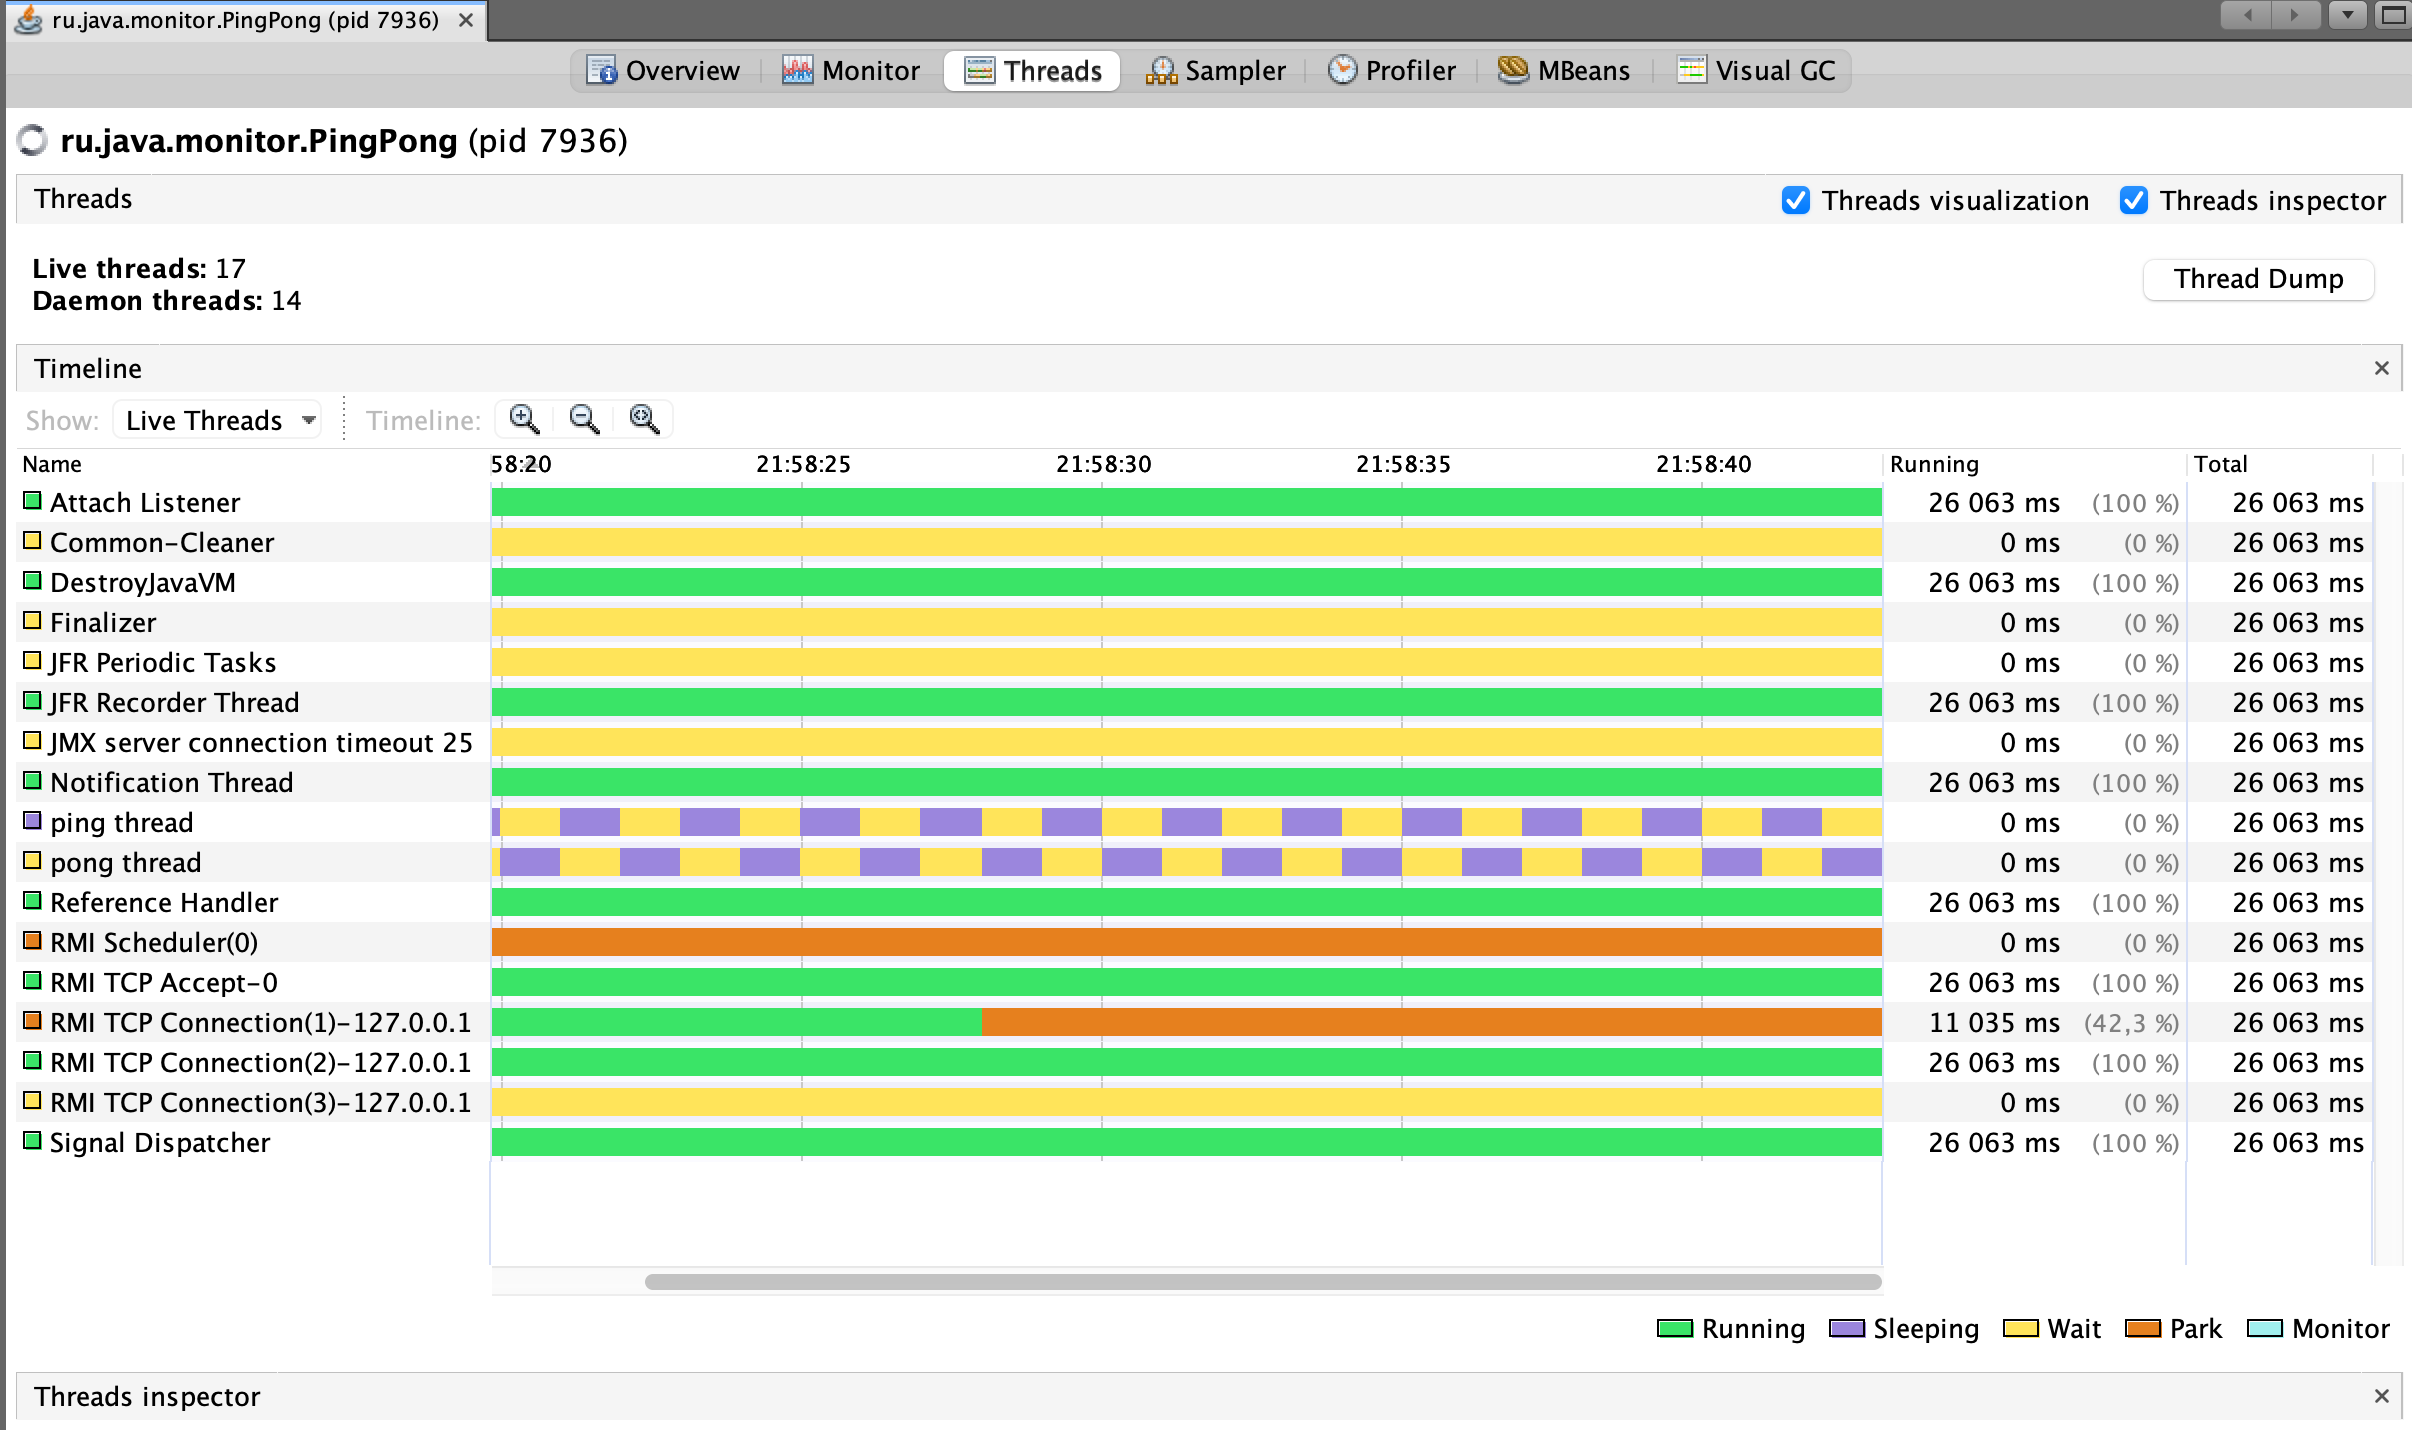 ru.java.monitor.PingPong (pid 7936)
Overview Monitor Threads Sampler Profiler MBeans Visual GC
ru.java.monitor.PingPong (pid 7936)
Threads Threads visualization Threads inspector
Live threads: 17
Daemon threads: 14
Thread Dump
Timeline
Show: Live Threads Timeline:
Name 58:20 21:58:25 21:58:30 21:58:35 21:58:40 Running Total
Attach Listener 26 063 ms (100 %) 26 063 ms
Common-Cleaner 0 ms (0 %) 26 063 ms
DestroyJavaVM 26 063 ms (100 %) 26 063 ms
Finalizer 0 ms (0 %) 26 063 ms
JFR Periodic Tasks 0 ms (0 %) 26 063 ms
JFR Recorder Thread 26 063 ms (100 %) 26 063 ms
JMX server connection timeout 25 0 ms (0 %) 26 063 ms
Notification Thread 26 063 ms (100 %) 26 063 ms
ping thread 0 ms (0 %) 26 063 ms
pong thread 0 ms (0 %) 26 063 ms
Reference Handler 26 063 ms (100 %) 26 063 ms
RMI Scheduler(0) 0 ms (0 %) 26 063 ms
RMI TCP Accept-0 26 063 ms (100 %) 26 063 ms
RMI TCP Connection(1)-127.0.0.1 11 035 ms (42,3 %) 26 063 ms
RMI TCP Connection(2)-127.0.0.1 26 063 ms (100 %) 26 063 ms
RMI TCP Connection(3)-127.0.0.1 0 ms (0 %) 26 063 ms
Signal Dispatcher 26 063 ms (100 %) 26 063 ms
Running Sleeping Wait Park Monitor
Threads inspector